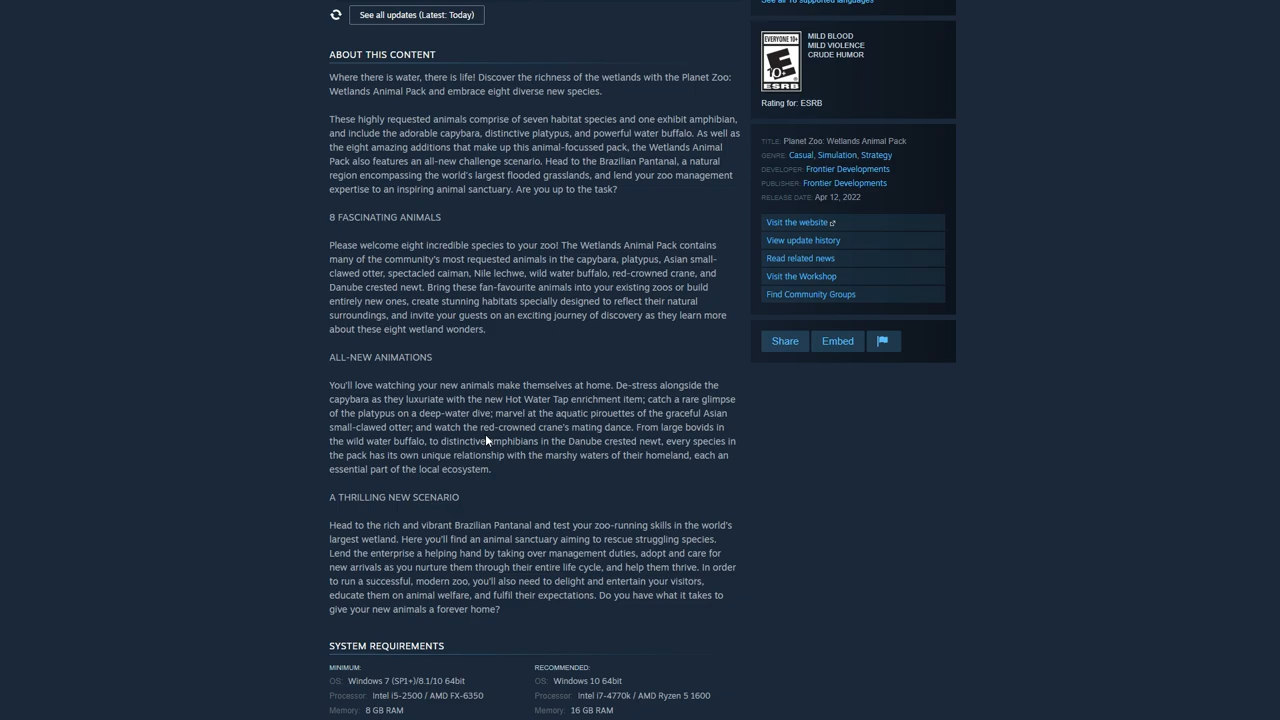 See all updates (Latest: Today)
ABOUT THIS CONTENT
Where there is water, there is life! Discover the richness of the wetlands with the Planet Zoo:
Wetlands Animal Pack and embrace eight diverse new species.
These highly requested animals comprise of seven habitat species and one exhibit amphibian,
and include the adorable capybara, distinctive platypus, and powerful water buffalo. As well as
the eight amazing additions that make up this animal-focussed pack, the Wetlands Animal
Pack also features an all-new challenge scenario. Head to the Brazilian Pantanal, a natural
region encompassing the world's largest flooded grasslands, and lend your zoo management
expertise to an inspiring animal sanctuary. Are you up to the task?
8 FASCINATING ANIMALS
Please welcome eight incredible species to your zoo! The Wetlands Animal Pack contains
many of the community's most requested animals in the capybara, platypus, Asian small-
clawed otter, spectacled caiman, Nile lechwe, wild water buffalo, red-crowned crane, and
Danube crested newt. Bring these fan-favourite animals into your existing zoos or build
entirely new ones, create stunning habitats specially designed to reflect their natural
surroundings, and invite your guests on an exciting journey of discovery as they learn more
about these eight wetland wonders.
ALL-NEW ANIMATIONS
You'll love watching your new animals make themselves at home. De-stress alongside the
capybara as they luxuriate with the new Hot Water Tap enrichment item; catch a rare glimpse
of the platypus on a deep-water dive; marvel at the aquatic pirouettes of the graceful Asian
small-clawed otter; and watch the red-crowned crane's mating dance. From large bovids in
the wild water buffalo, to distinctive amphibians in the Danube crested newt, every species in
the pack has its own unique relationship with the marshy waters of their homeland, each an
essential part of the local ecosystem.
A THRILLING NEW SCENARIO
Head to the rich and vibrant Brazilian Pantanal and test your zoo-running skills in the world's
largest wetland. Here you'll find an animal sanctuary aiming to rescue struggling species.
Lend the enterprise a helping hand by taking over management duties, adopt and care for
new arrivals as you nurture them through their entire life cycle, and help them thrive. In order
to run a successful, modern zoo, you'll also need to delight and entertain your visitors,
educate them on animal welfare, and fulfil their expectations. Do you have what it takes to
give your new animals a forever home?
SYSTEM REQUIREMENTS
MINIMUM:
OS: Windows 7 (SP1+)/8.1/10 64bit
Processor: Intel i5-2500 / AMD FX-6350
Memory: 8 GB RAM
RECOMMENDED:
OS: Windows 10 64bit
Processor: Intel i7-4770k / AMD Ryzen 5 1600
Memory: 16 GB RAM
See all 18 supported languages
EVERYONE 10+
E
10+
ESRB
MILD BLOOD
MILD VIOLENCE
CRUDE HUMOR
Rating for: ESRB
TITLE: Planet Zoo: Wetlands Animal Pack
GENRE: Casual, Simulation, Strategy
DEVELOPER: Frontier Developments
PUBLISHER: Frontier Developments
RELEASE DATE: Apr 12, 2022
Visit the website
View update history
Read related news
Visit the Workshop
Find Community Groups
Share
Embed